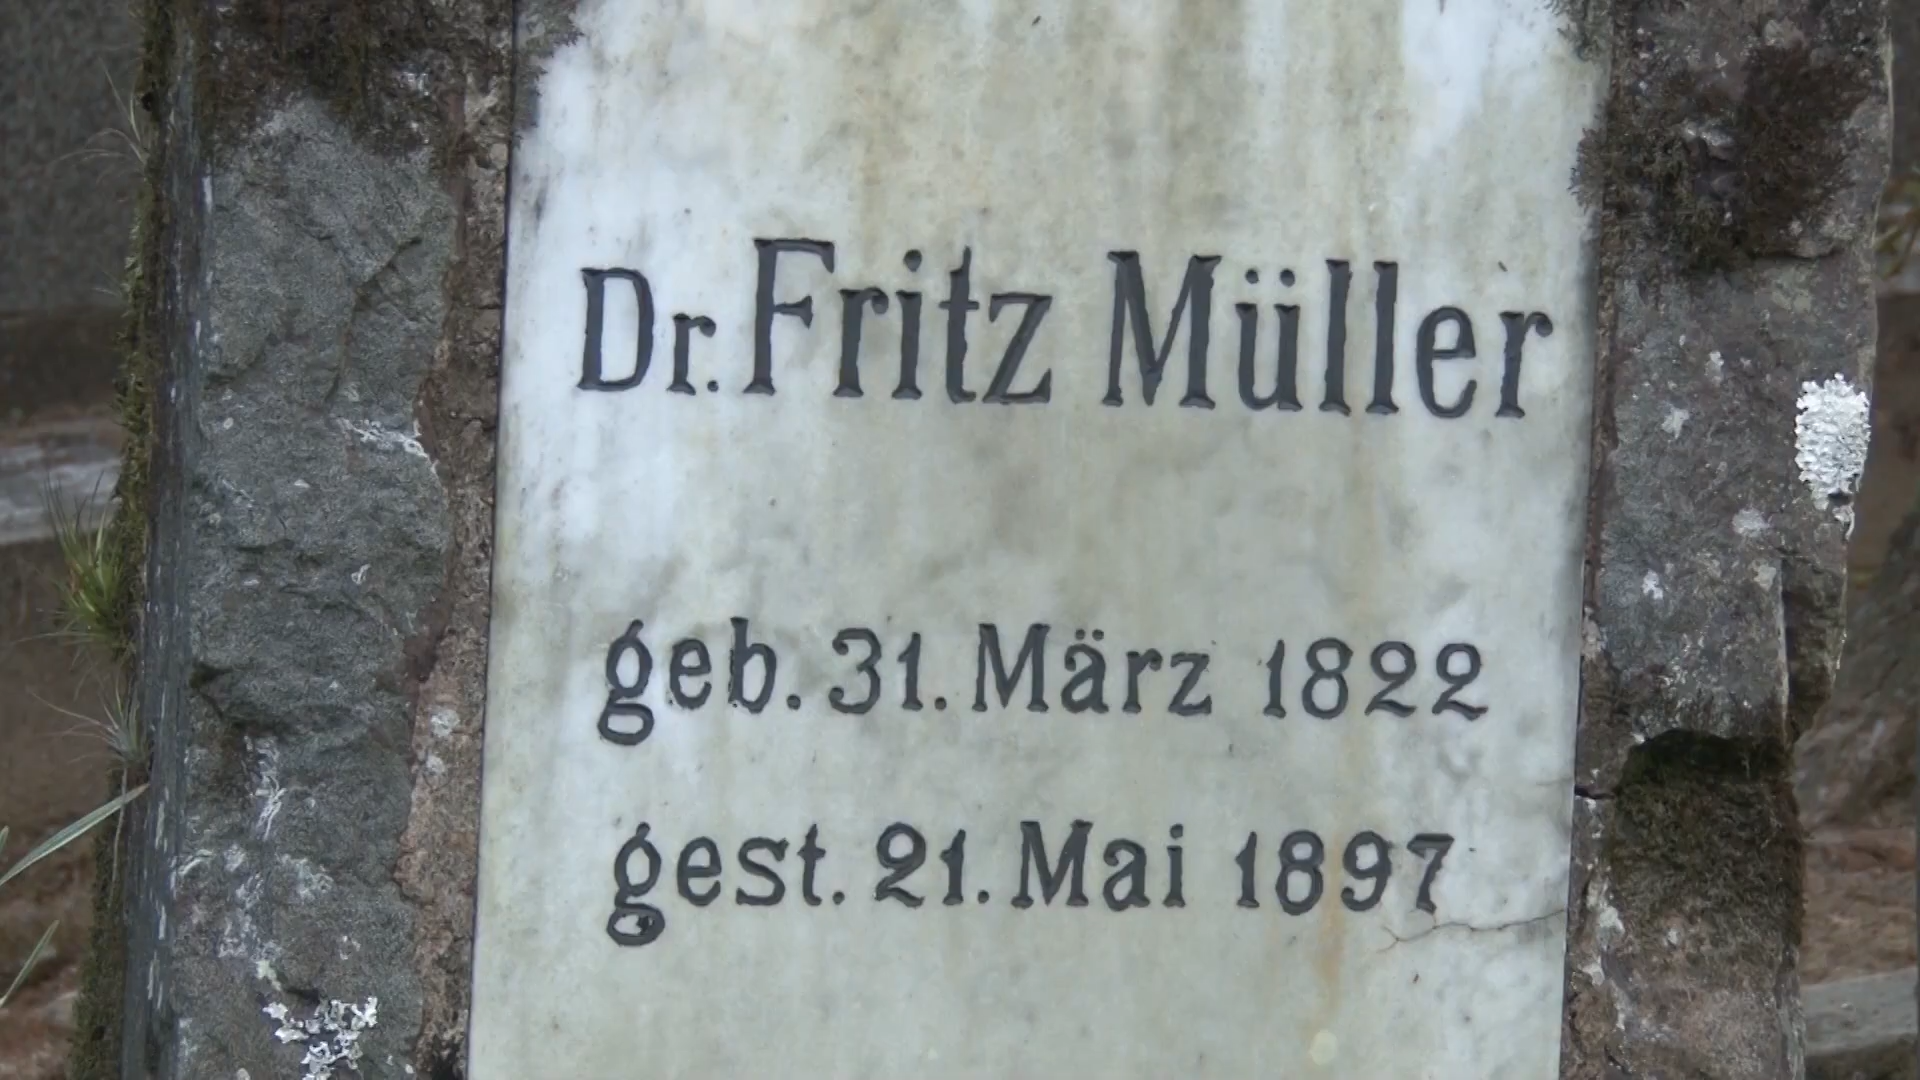 Dr. Fritz Müller
geb. 31. März 1822
gest. 21. Mai 1897